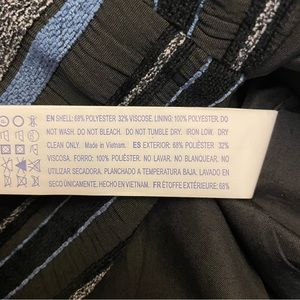 EN SHELL: 68% POLYESTER 32% VISCOSE. LINING: 100% POLYESTER. DO
NOT WASH. DO NOT BLEACH. DO NOT TUMBLE DRY. IRON LOW. DRY
CLEAN ONLY. Made in Vietnam. ES EXTERIOR: 68% POLIÉSTER 32%
VISCOSA. FORRO: 100% POLIÉSTER. NO LAVAR. NO BLANQUEAR. NO
UTILIZAR SECADORA. PLANCHADO A TEMPERATURA BAJA. LAVADO EN
SECO ÚNICAMENTE. HECHO EN VIETNAM. FR ÉTOFFE EXTÉRIEURE: 68%